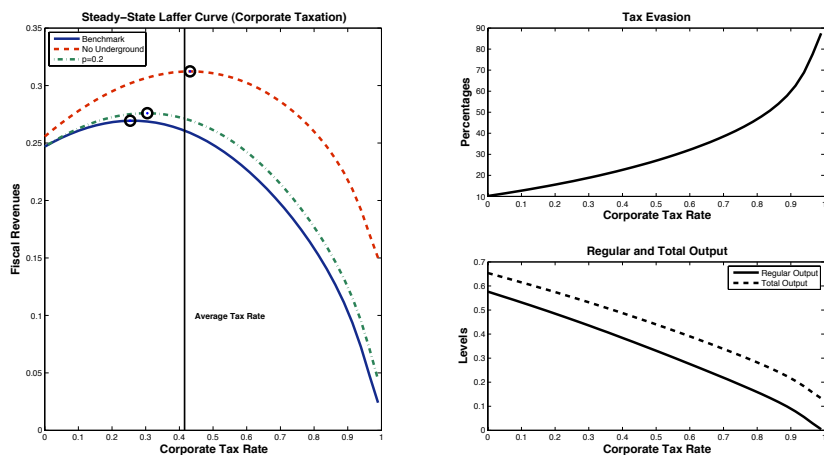 Steady−State Laffer Curve (Corporate Taxation)
0.35
0.3
0.25
0.2
0.15
0.1
0.05
0
Fiscal Revenues
Benchmark
No Underground
p=0.2
Average Tax Rate
0 0.1 0.2 0.3 0.4 0.5 0.6 0.7 0.8 0.9 1
Corporate Tax Rate
Tax Evasion
90
80
70
60
50
40
30
20
10
Percentages
0 0.1 0.2 0.3 0.4 0.5 0.6 0.7 0.8 0.9 1
Corporate Tax Rate
Regular and Total Output
0.7
0.6
0.5
0.4
0.3
0.2
0.1
0
Levels
Regular Output
Total Output
0 0.1 0.2 0.3 0.4 0.5 0.6 0.7 0.8 0.9 1
Corporate Tax Rate